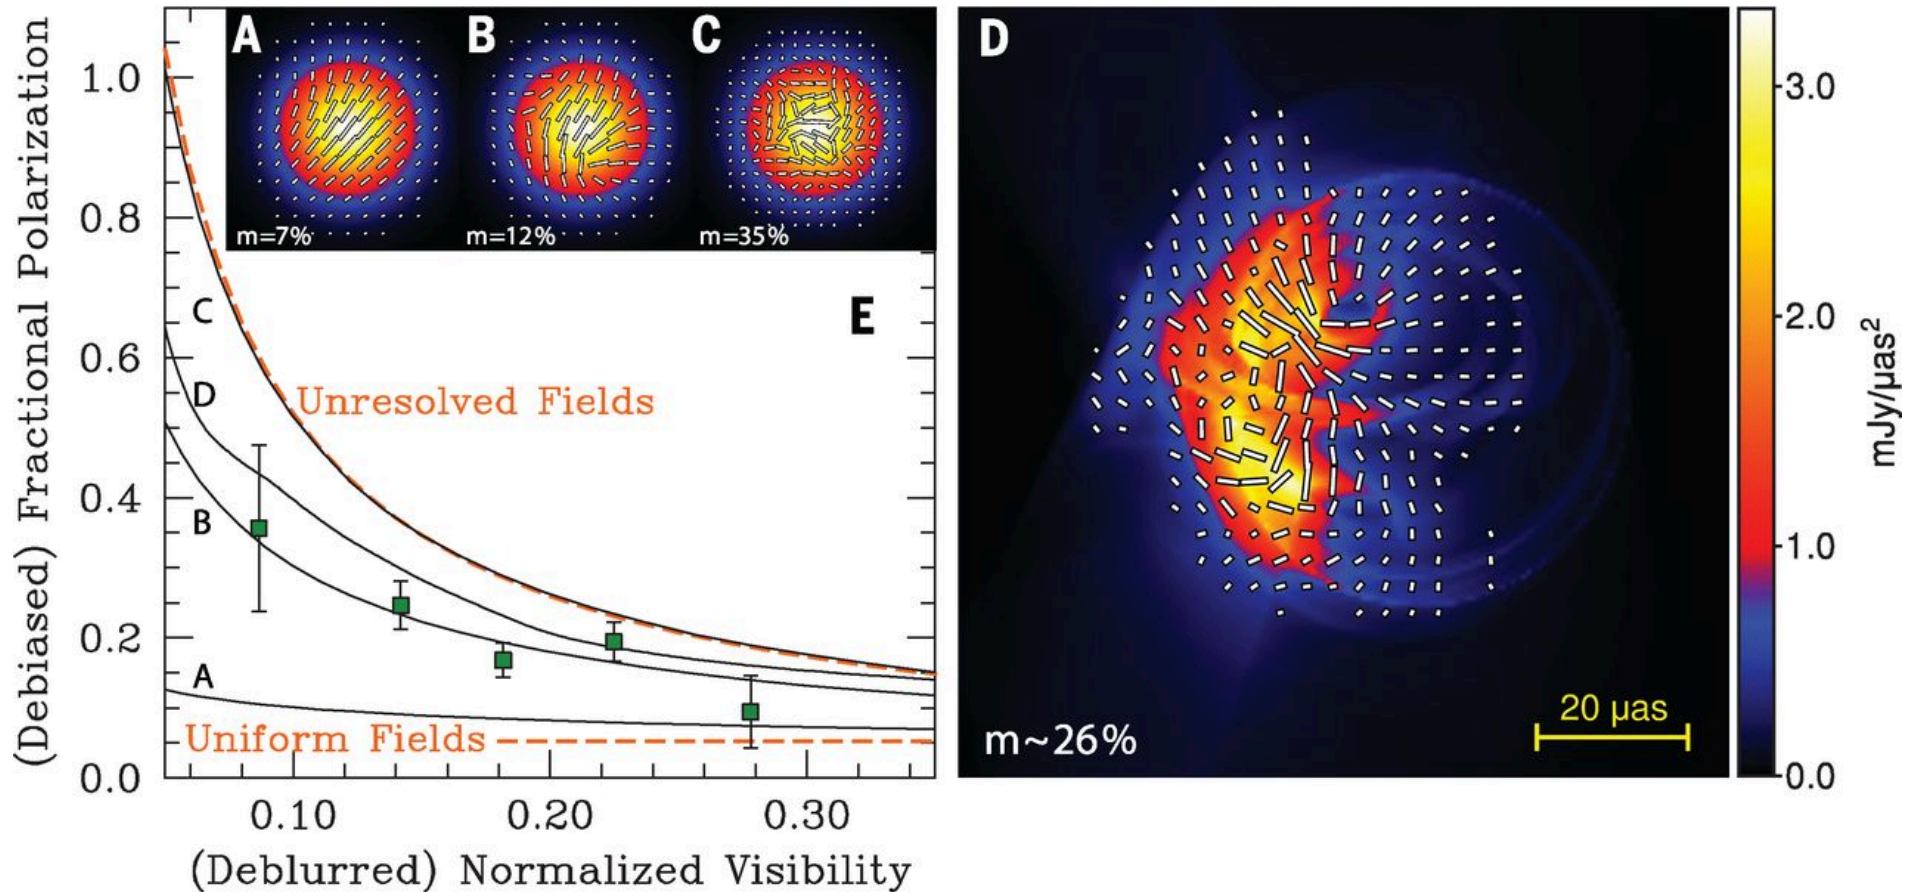 A
B
C
m=7%
m=12%
m=35%
(Debiased) Fractional Polarization
1.0
0.8
0.6
0.4
0.2
0.0
C
D
B
A
E
Unresolved Fields
Uniform Fields
0.10
0.20
0.30
(Deblurred) Normalized Visibility
D
m~26%
20 µas
3.0
2.0
1.0
0.0
mJy/µas²